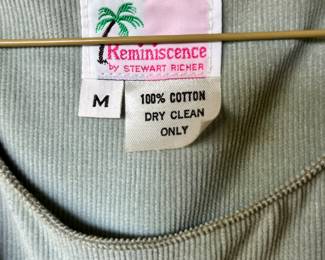 Reminiscence
by STEWART RICHER
M
100% COTTON
DRY CLEAN
ONLY